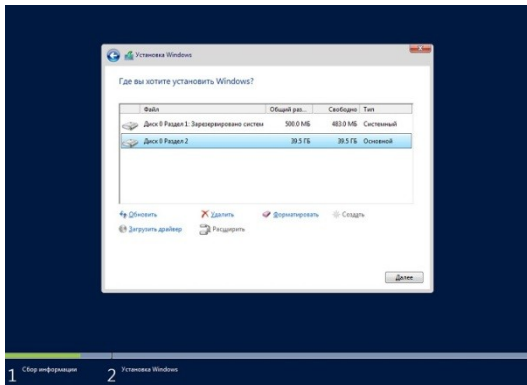 Установка Windows
Где вы хотите установить Windows?
Файл Общий раз... Свободно Тип
Диск 0 Раздел 1: Зарезервировано систем 500.0 МБ 483.0 МБ Системный
Диск 0 Раздел 2 39.5 ГБ 39.5 ГБ Основной
Обновить Удалить Форматировать Создать
Загрузить драйвер Расширить
Далее
1 Сбор информации 2 Установка Windows